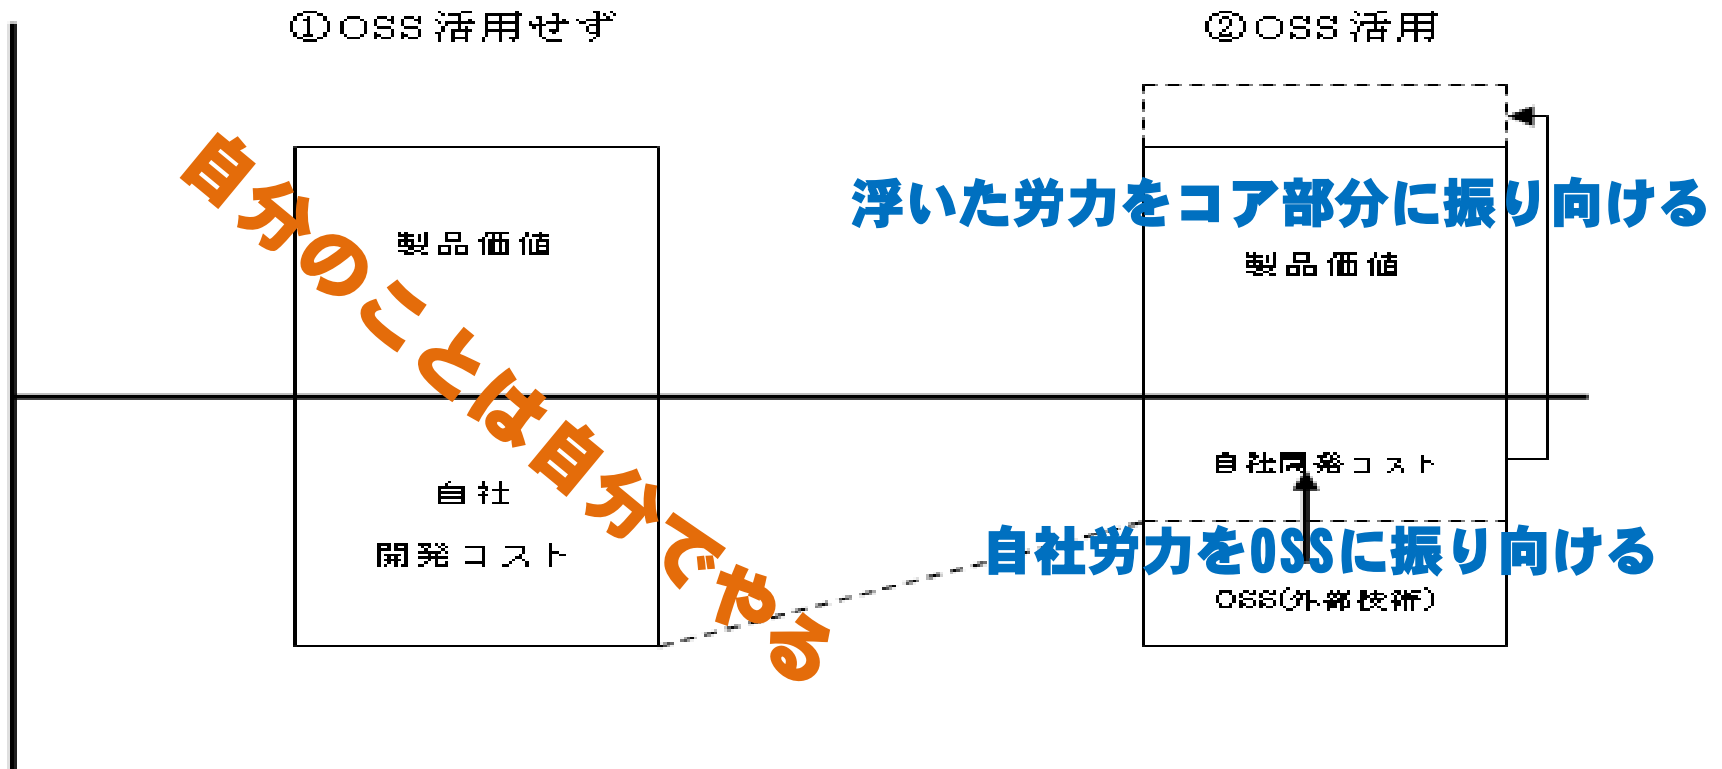 ①OSS活用せず
②OSS活用
自分のことは自分でやる
製品価値
自社
開発コスト
浮いた労力をコア部分に振り向ける
製品価値
自社開発コスト
自社労力をOSSに振り向ける
OSS(外部技術)